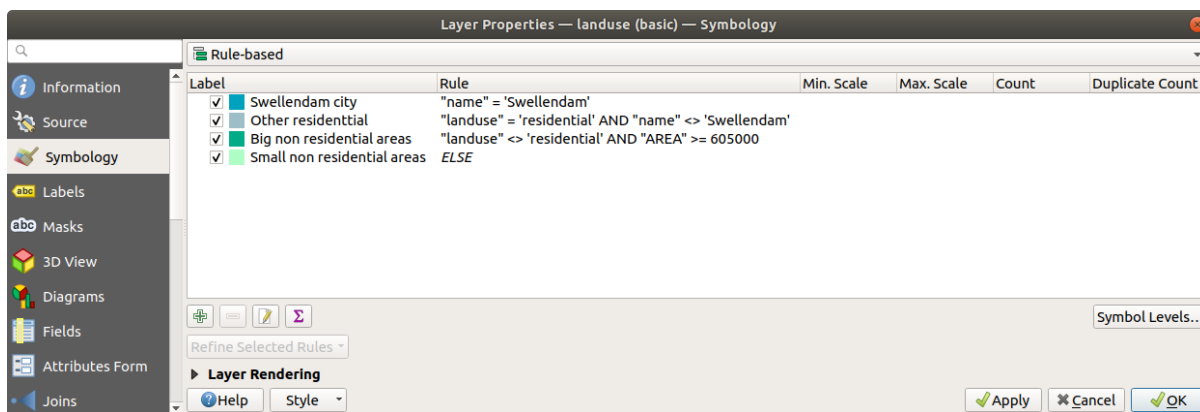 Layer Properties — landuse (basic) — Symbology
Information
Source
Symbology
abc Labels
abc Masks
3D View
Diagrams
Fields
Attributes Form
Joins
Rule-based
Label Rule Min. Scale Max. Scale Count Duplicate Count
Swellendam city "name" = 'Swellendam'
Other residenttial "landuse" = 'residential' AND "name" <> 'Swellendam'
Big non residential areas "landuse" <> 'residential' AND "AREA" >= 605000
Small non residential areas ELSE
Σ
Symbol Levels...
Refine Selected Rules
Layer Rendering
Help Style Apply Cancel OK